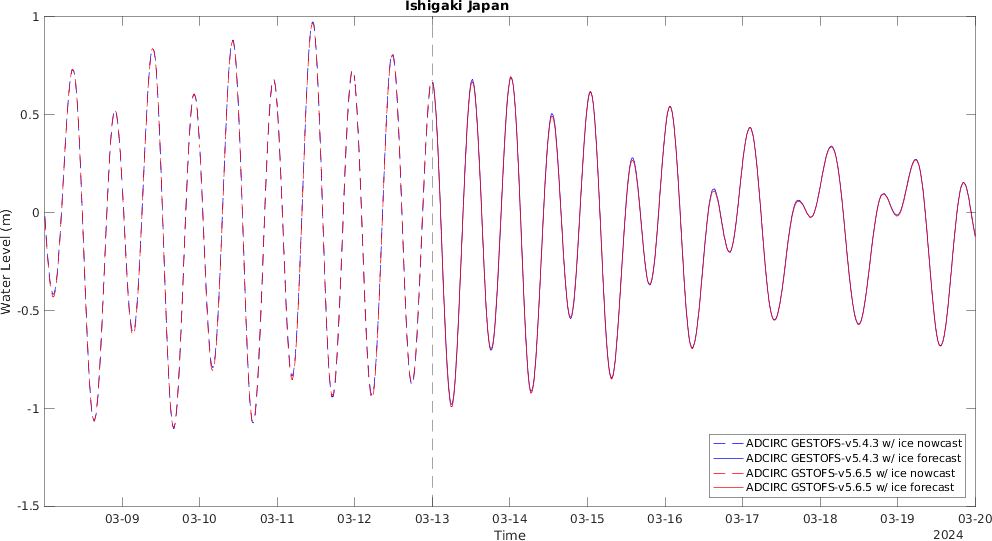 Ishigaki Japan
1
0.5
0
-0.5
-1
-1.5
Water Level (m)
ADCIRC GESTOFS-v5.4.3 w/ ice nowcast
ADCIRC GESTOFS-v5.4.3 w/ ice forecast
ADCIRC GSTOFS-v5.6.5 w/ ice nowcast
ADCIRC GSTOFS-v5.6.5 w/ ice forecast
03-09 03-10 03-11 03-12 03-13 03-14 03-15 03-16 03-17 03-18 03-19 03-20
Time
2024